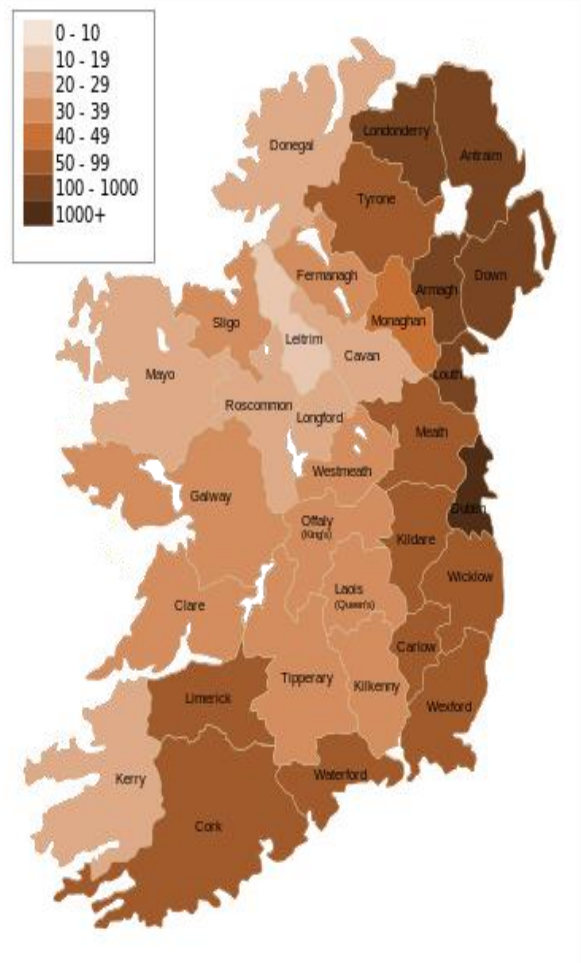 0 - 10
10 - 19
20 - 29
30 - 39
40 - 49
50 - 99
100 - 1000
1000+
Londonderry
Donegal
Antraim
Tyrone
Fermanagh
Down
Armagh
Sligo
Monaghan
Leitrim
Cavan
Mayo
Louth
Roscommon
Longford
Meath
Westmeath
Galway
Dublin
Offaly
(King's)
Kildare
Wicklow
Laois
(Queen's)
Clare
Carlow
Tipperary
Kilkenny
Limerick
Wexford
Waterford
Kerry
Cork